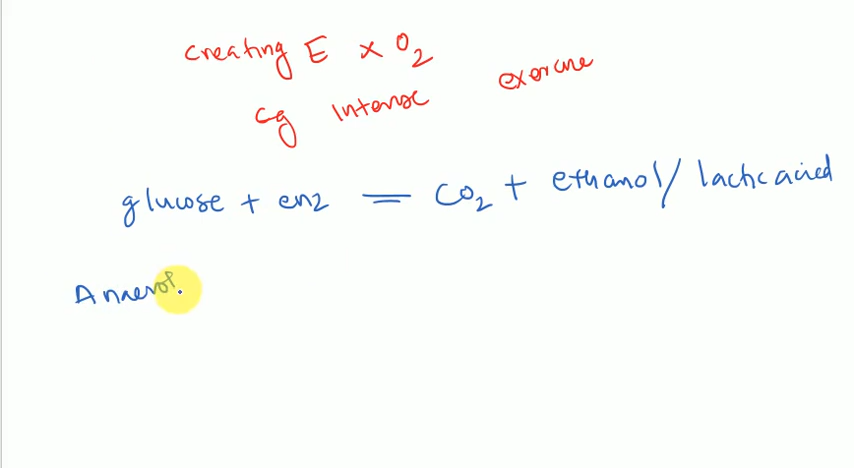 creating E × O₂
eg intense exercise
glucose + enz = CO₂ + ethanol/ lactic acid
Anaerob